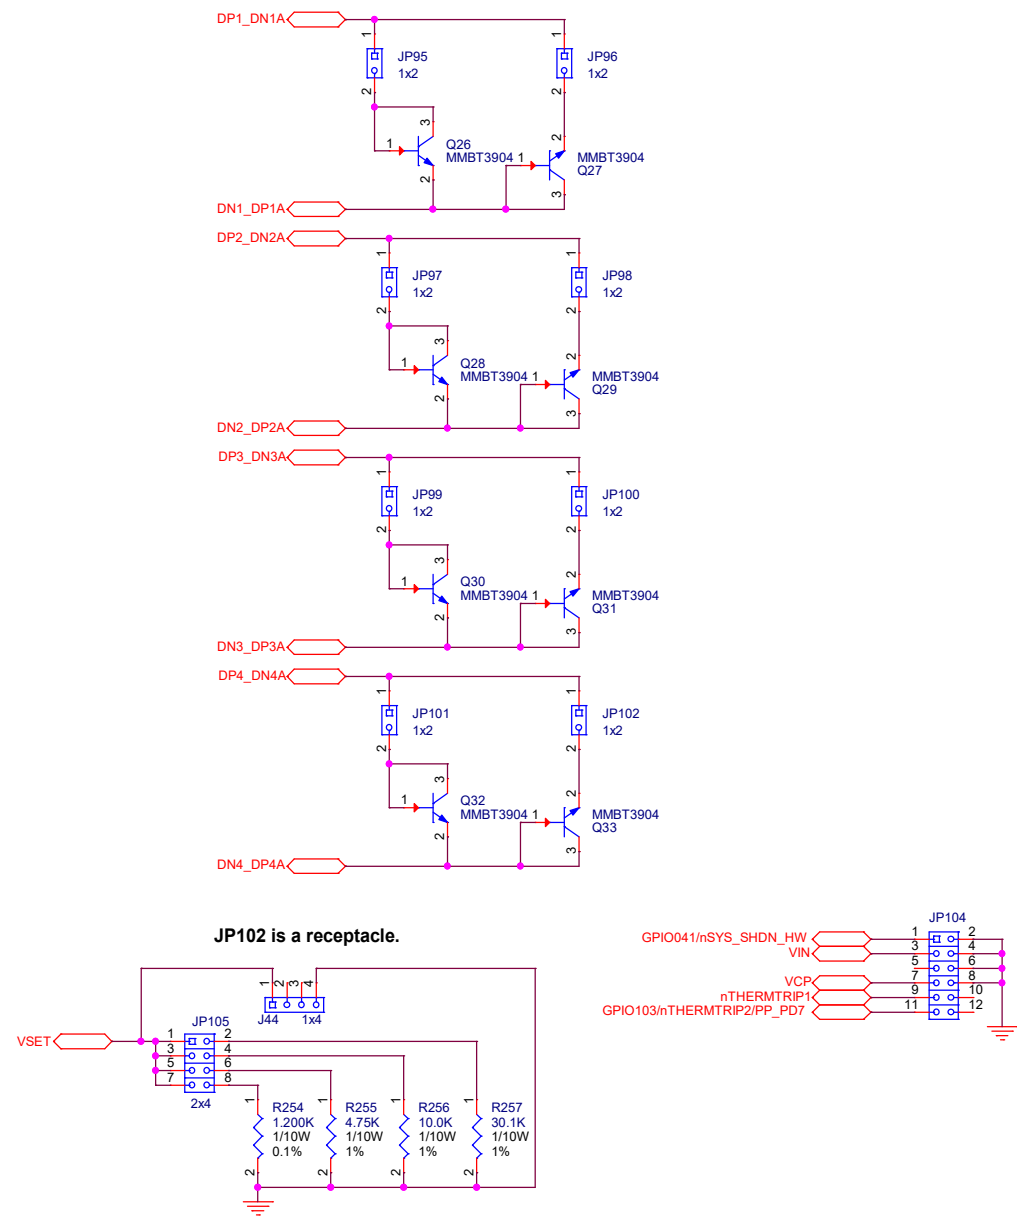 DP1_DN1A
1
1
JP95
1x2
JP96
1x2
2
2
3
2
1
Q26
MMBT3904
1
MMBT3904
Q27
2
3
DN1_DP1A
DP2_DN2A
1
1
JP97
1x2
JP98
1x2
2
2
3
2
1
Q28
MMBT3904
1
MMBT3904
Q29
2
3
DN2_DP2A
DP3_DN3A
1
1
JP99
1x2
JP100
1x2
2
2
3
2
1
Q30
MMBT3904
1
MMBT3904
Q31
2
3
DN3_DP3A
DP4_DN4A
1
1
JP101
1x2
JP102
1x2
2
2
3
2
1
Q32
MMBT3904
1
MMBT3904
Q33
2
3
DN4_DP4A
JP102 is a receptacle.
JP104
GPIO041/nSYS_SHDN_HW
1
2
VIN
3
4
5
6
VCP
7
8
nTHERMTRIP1
9
10
GPIO103/nTHERMTRIP2/PP_PD7
11
12
1
2
3
4
J44
1x4
JP105
VSET
1
2
3
4
5
6
7
8
2x4
1
R254
1.200K
1/10W
0.1%
2
1
R255
4.75K
1/10W
1%
2
1
R256
10.0K
1/10W
1%
2
1
R257
30.1K
1/10W
1%
2